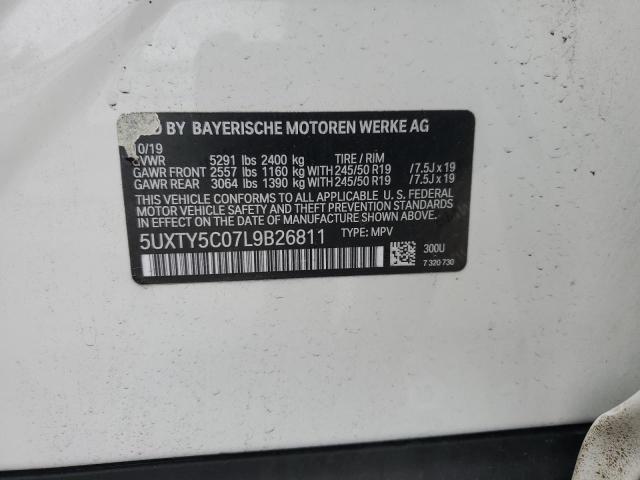 BY BAYERISCHE MOTOREN WERKE AG
0/19
GVWR 5291 lbs 2400 kg TIRE / RIM
GAWR FRONT 2557 lbs 1160 kg WITH 245/50 R19 /7.5J x 19
GAWR REAR 3064 lbs 1390 kg WITH 245/50 R19 /7.5J x 19
THIS VEHICLE CONFORMS TO ALL APPLICABLE U. S. FEDERAL
MOTOR VEHICLE SAFETY, AND THEFT PREVENTION STANDARDS
IN EFFECT ON THE DATE OF MANUFACTURE SHOWN ABOVE.
5UXTY5C07L9B26811 TYPE: MPV
300U
7 320 730